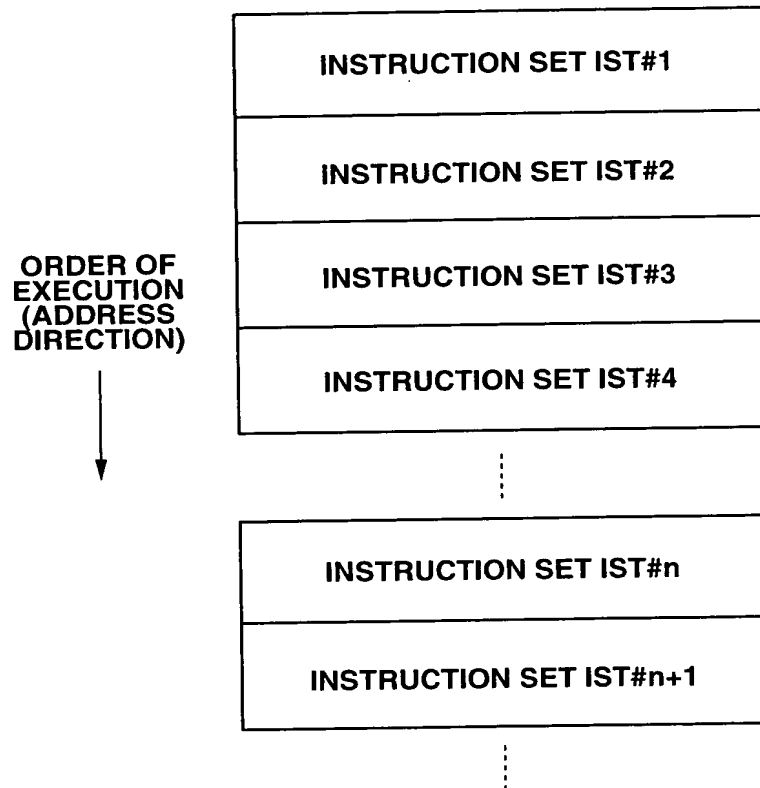 INSTRUCTION SET IST#1
INSTRUCTION SET IST#2
INSTRUCTION SET IST#3
INSTRUCTION SET IST#4
ORDER OF
EXECUTION
(ADDRESS
DIRECTION)
INSTRUCTION SET IST#n
INSTRUCTION SET IST#n+1